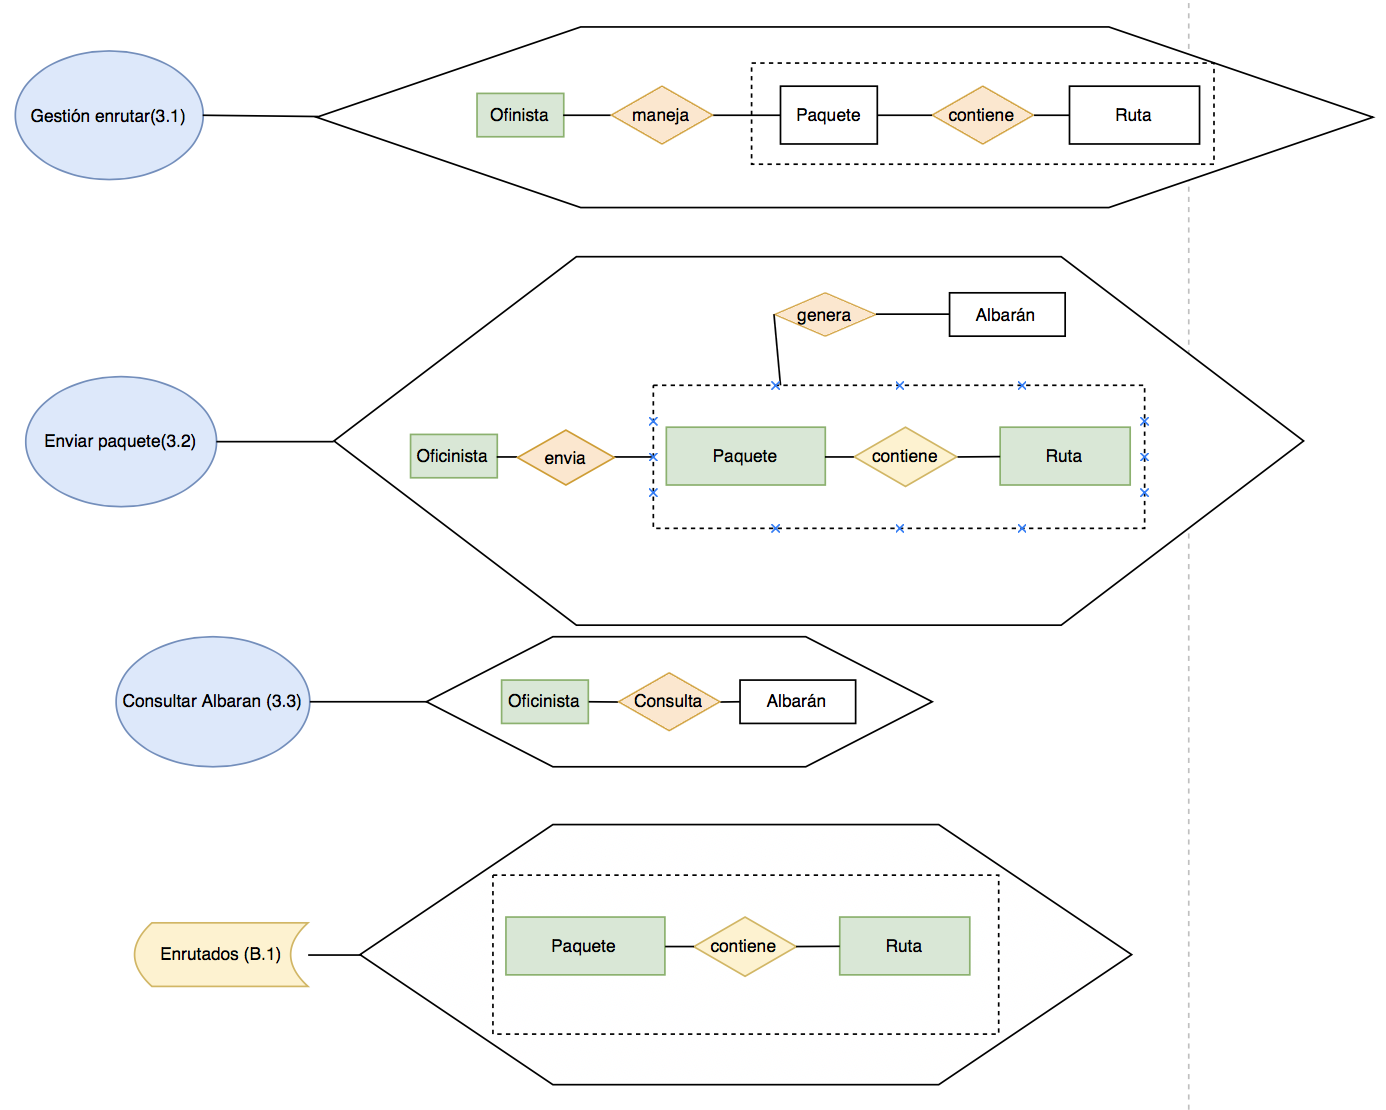 Gestión enrutar(3.1)
Ofinista
maneja
Paquete
contiene
Ruta
genera
Albarán
Enviar paquete(3.2)
Oficinista
envia
Paquete
contiene
Ruta
Consultar Albaran (3.3)
Oficinista
Consulta
Albarán
Enrutados (B.1)
Paquete
contiene
Ruta